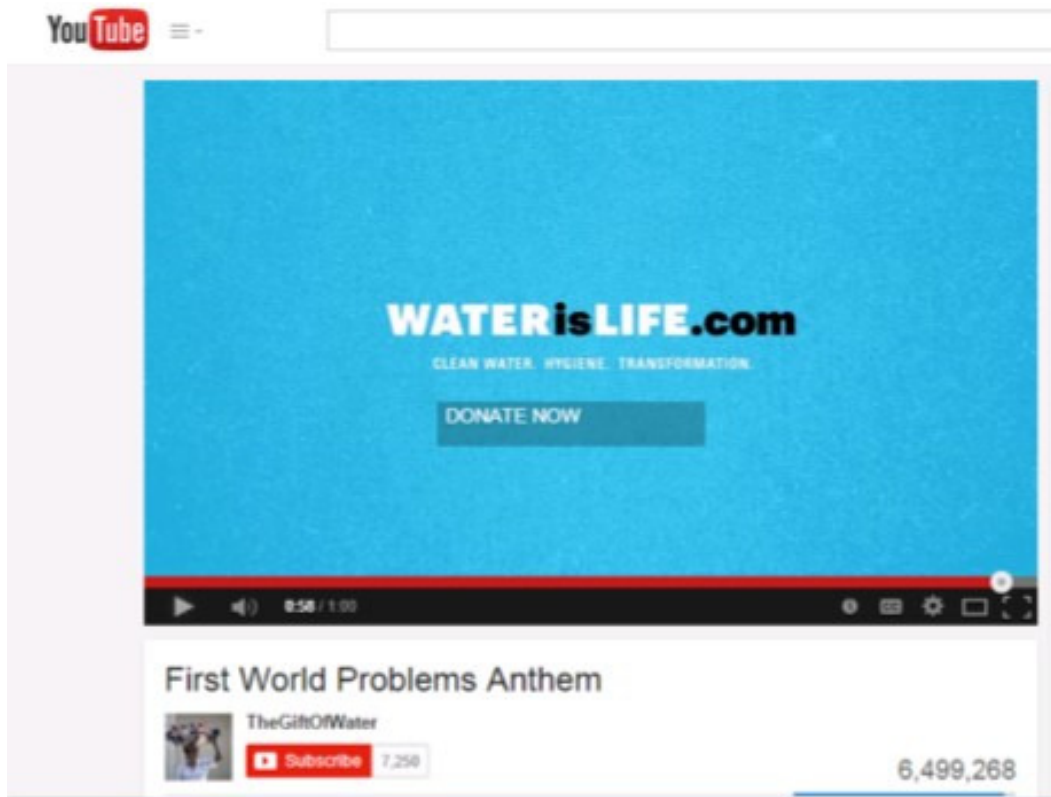 YouTube
WATERisLIFE.com
CLEAN WATER. HYGIENE. TRANSFORMATION.
DONATE NOW
0:58 / 1:00
First World Problems Anthem
TheGiftOfWater
Subscribe 7,250
6,499,268